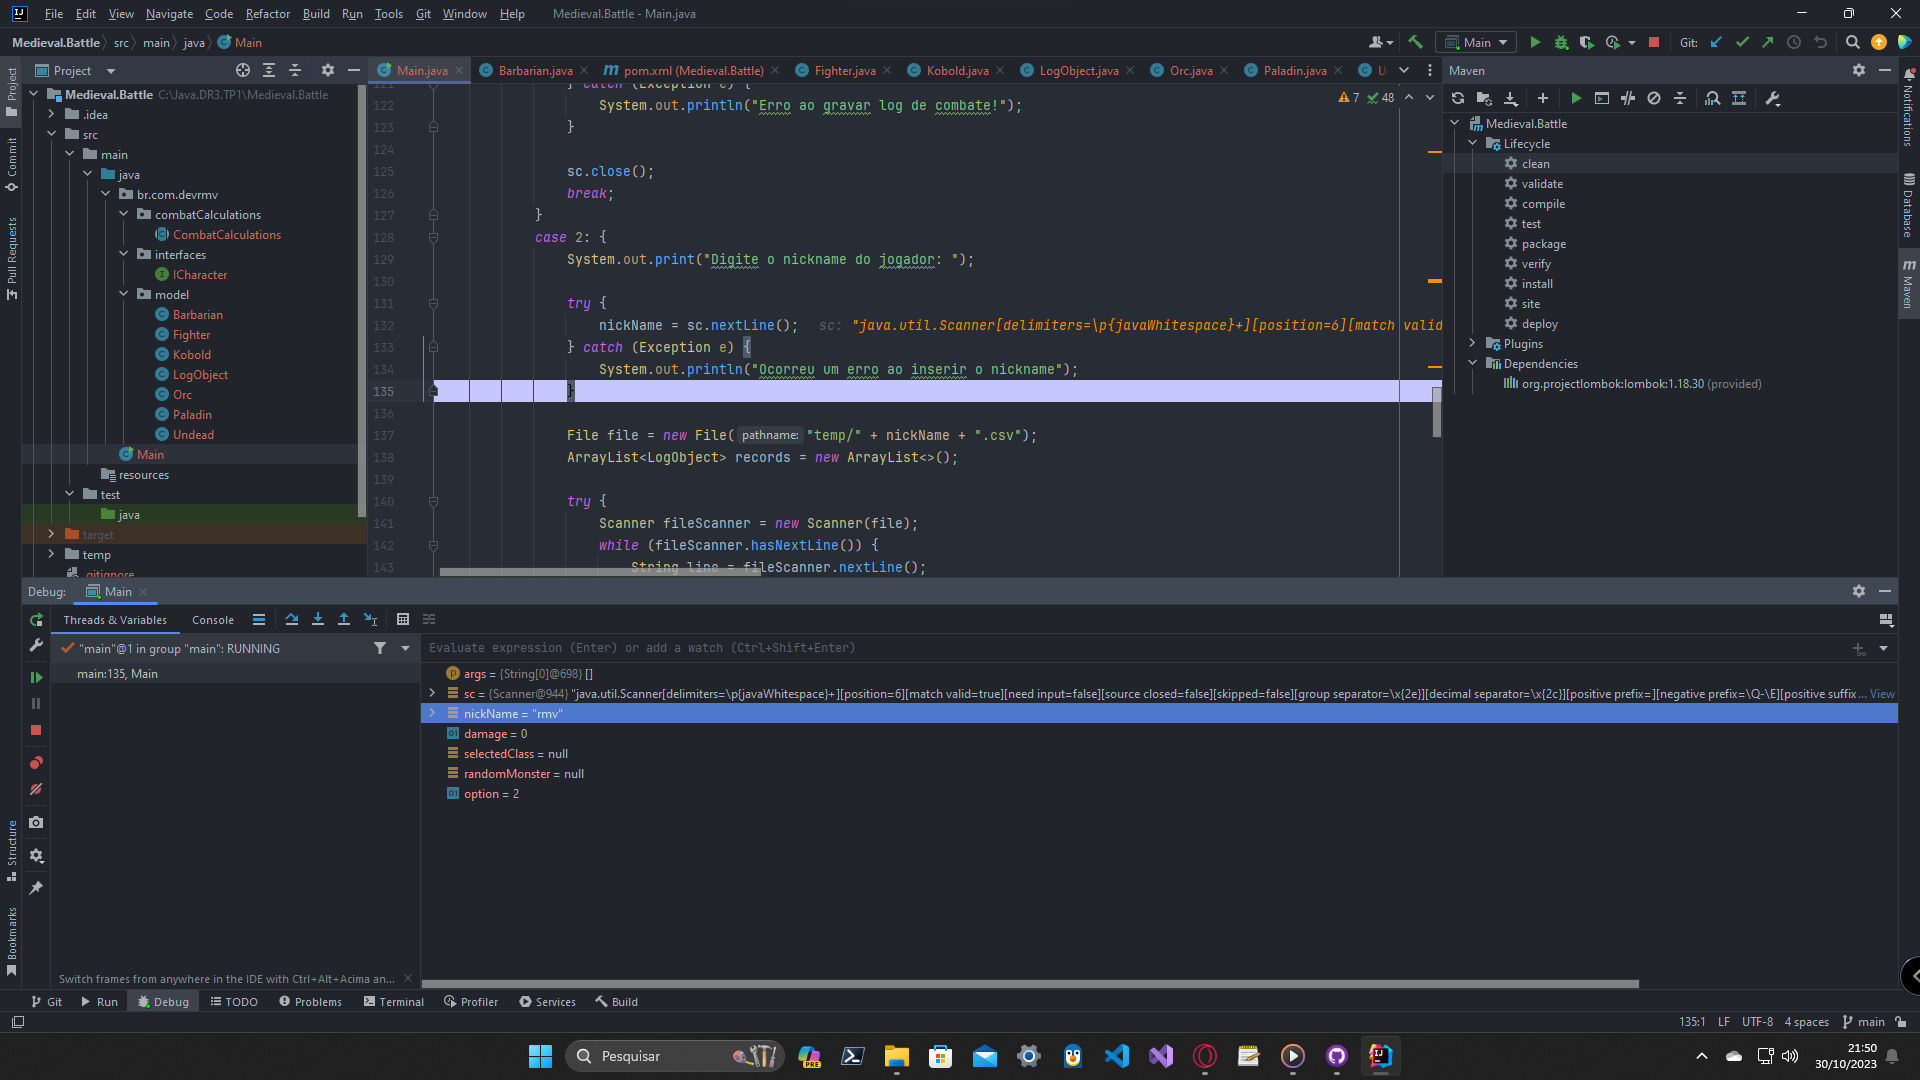 File Edit View Navigate Code Refactor Build Run Tools Git Window Help Medieval.Battle - Main.java
Medieval.Battle src main java Main
Main Git:
Project
Main.java Barbarian.java pom.xml (Medieval.Battle) Fighter.java Kobold.java LogObject.java Orc.java Paladin.java U
Maven
Project
Commit
Pull Requests
Structure
Bookmarks
Notifications
Database
Maven
Medieval.Battle C:\Java.DR3.TP1\Medieval.Battle
.idea
src
main
java
br.com.devrmv
combatCalculations
CombatCalculations
interfaces
ICharacter
model
Barbarian
Fighter
Kobold
LogObject
Orc
Paladin
Undead
Main
resources
test
java
target
temp
.gitignore
7 48
121 } catch (Exception e) {
122 System.out.println("Erro ao gravar log de combate!");
123 }
124
125 sc.close();
126 break;
127 }
128 case 2: {
129 System.out.print("Digite o nickname do jogador: ");
130
131 try {
132 nickName = sc.nextLine(); sc: "java.util.Scanner[delimiters=\p{javaWhitespace}+][position=6][match valid
133 } catch (Exception e) {
134 System.out.println("Ocorreu um erro ao inserir o nickname");
135 }
136
137 File file = new File( pathname: "temp/" + nickName + ".csv");
138 ArrayList<LogObject> records = new ArrayList<>();
139
140 try {
141 Scanner fileScanner = new Scanner(file);
142 while (fileScanner.hasNextLine()) {
143 String line = fileScanner.nextLine();
Medieval.Battle
Lifecycle
clean
validate
compile
test
package
verify
install
site
deploy
Plugins
Dependencies
org.projectlombok:lombok:1.18.30 (provided)
Debug: Main
Threads & Variables Console
"main"@1 in group "main": RUNNING
main:135, Main
Evaluate expression (Enter) or add a watch (Ctrl+Shift+Enter)
args = {String[0]@698} []
sc = {Scanner@944} "java.util.Scanner[delimiters=\p{javaWhitespace}+][position=6][match valid=true][need input=false][source closed=false][skipped=false][group separator=\x{2e}][decimal separator=\x{2c}][positive prefix=][negative prefix=\Q-\E][positive suffix ... View
nickName = "rmv"
damage = 0
selectedClass = null
randomMonster = null
option = 2
Switch frames from anywhere in the IDE with Ctrl+Alt+Acima an...
Git Run Debug TODO Problems Terminal Profiler Services Build
135:1 LF UTF-8 4 spaces main
Pesquisar
PRE
21:50
30/10/2023